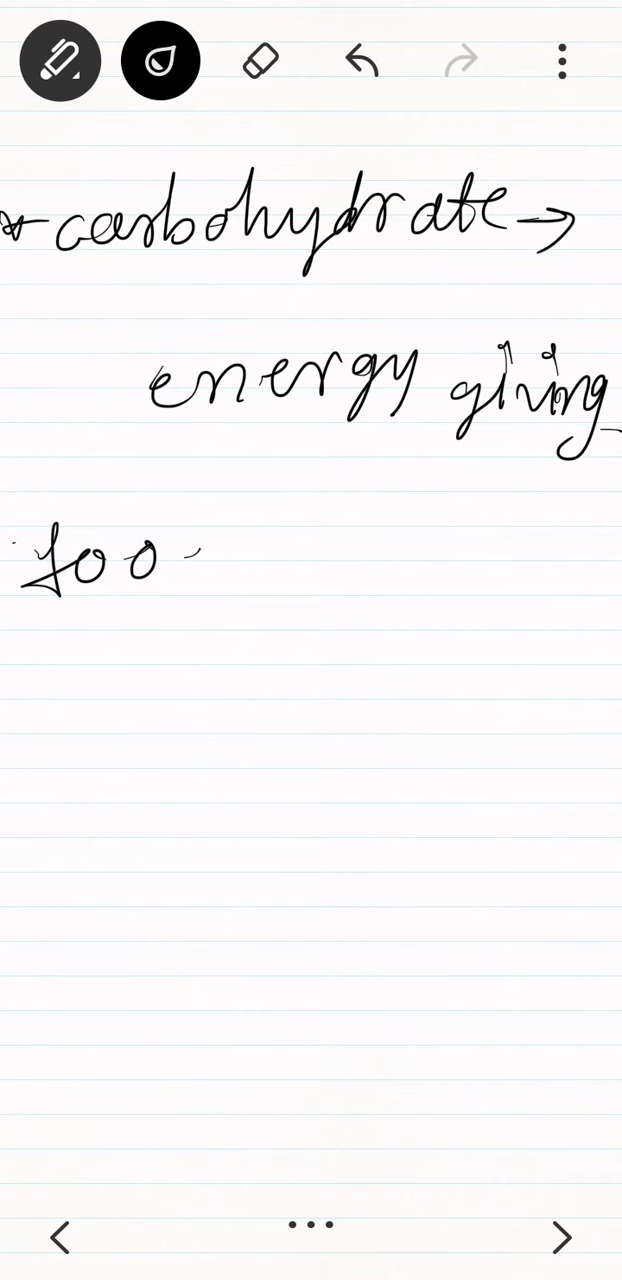 * carbohydrate →
energy giving
foo